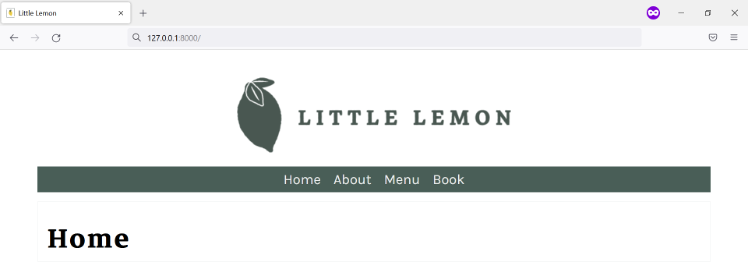 Little Lemon
127.0.0.1:8000/
LITTLE LEMON
Home About Menu Book
Home